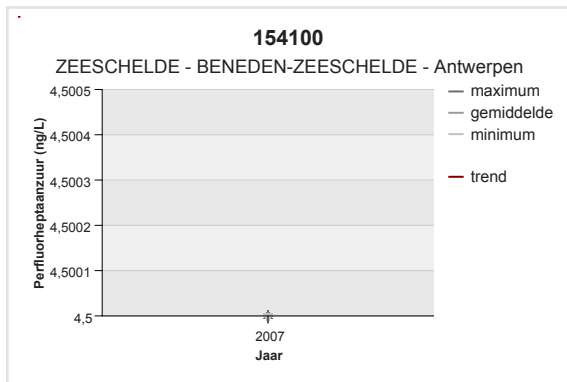 154100
ZEESCHELDE - BENEDEN-ZEESCHELDE - Antwerpen
4,5005
4,5004
4,5003
4,5002
4,5001
4,5
Perfluorheptaanzuur (ng/L)
2007
Jaar
maximum
gemiddelde
minimum
trend